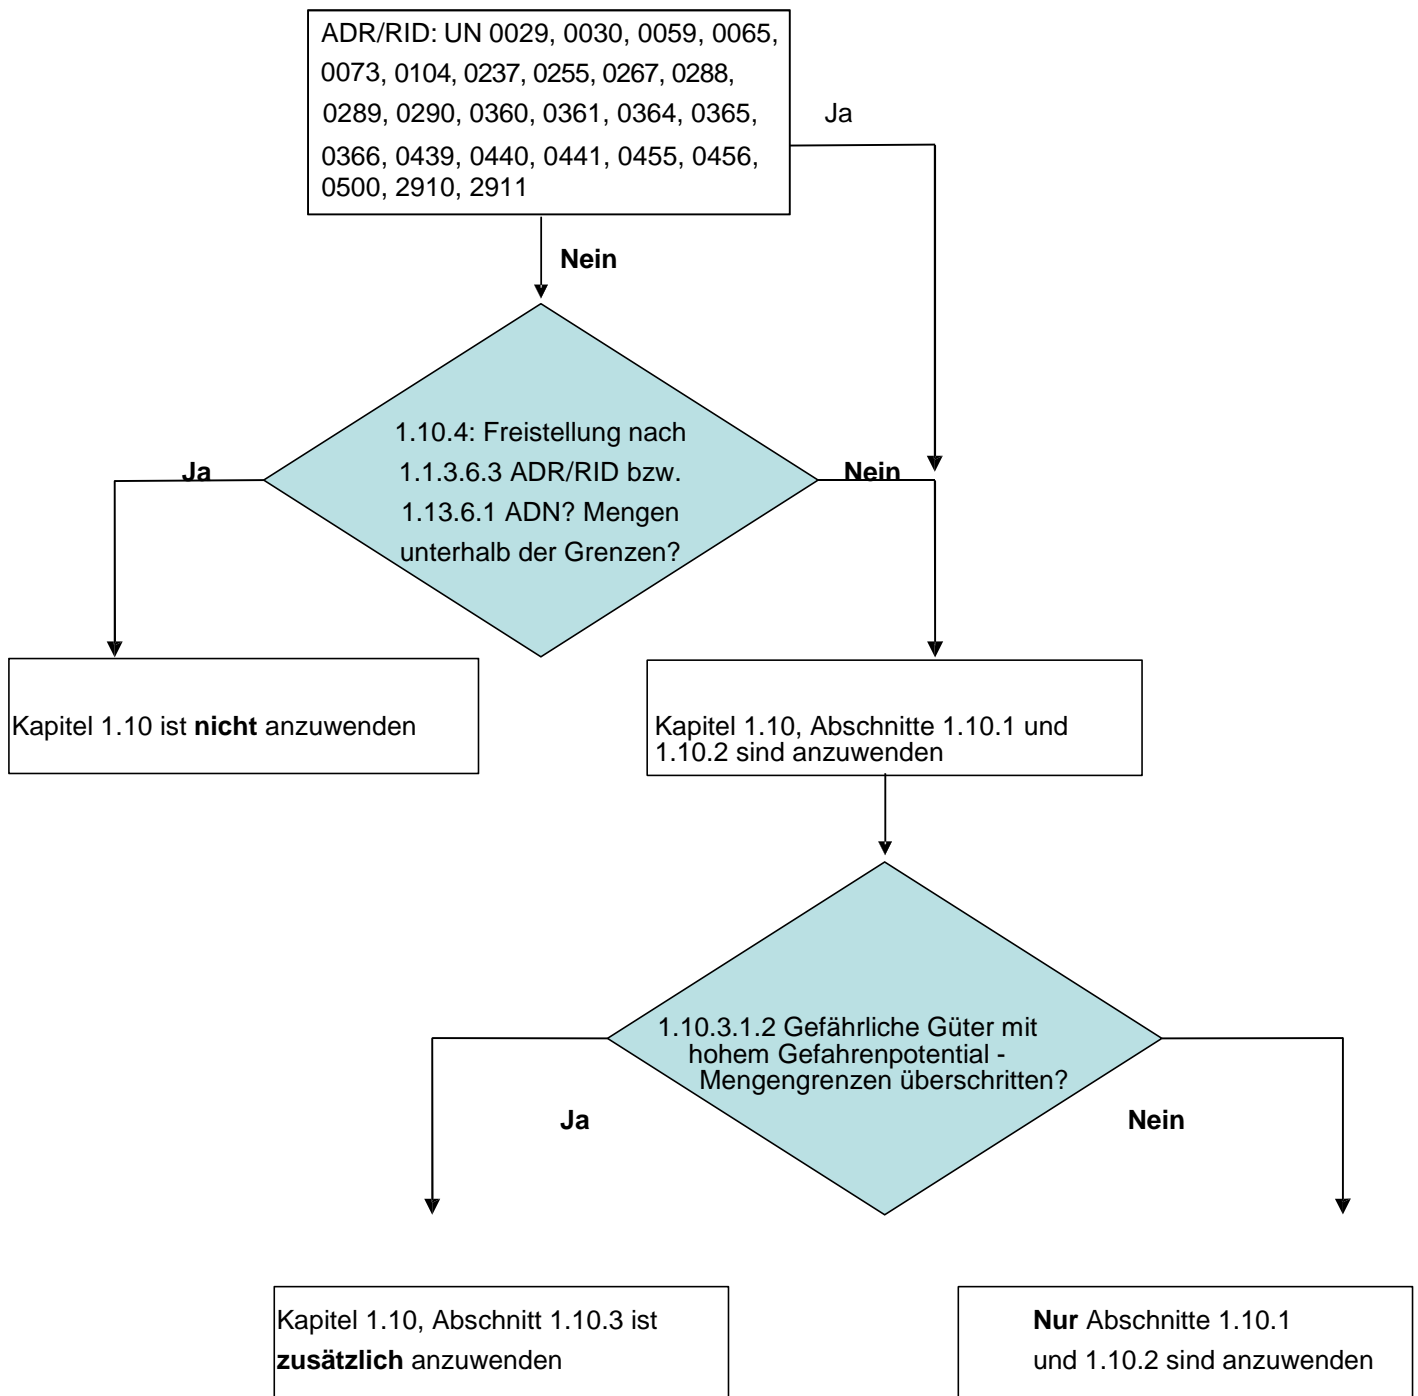 ADR/RID: UN 0029, 0030, 0059, 0065,
0073, 0104, 0237, 0255, 0267, 0288,
0289, 0290, 0360, 0361, 0364, 0365,
0366, 0439, 0440, 0441, 0455, 0456,
0500, 2910, 2911
Ja
Nein
1.10.4: Freistellung nach
1.1.3.6.3 ADR/RID bzw.
1.13.6.1 ADN? Mengen
unterhalb der Grenzen?
Ja
Nein
Kapitel 1.10 ist nicht anzuwenden
Kapitel 1.10, Abschnitte 1.10.1 und
1.10.2 sind anzuwenden
1.10.3.1.2 Gefährliche Güter mit
hohem Gefahrenpotential -
Mengengrenzen überschritten?
Ja
Nein
Kapitel 1.10, Abschnitt 1.10.3 ist
zusätzlich anzuwenden
Nur Abschnitte 1.10.1
und 1.10.2 sind anzuwenden